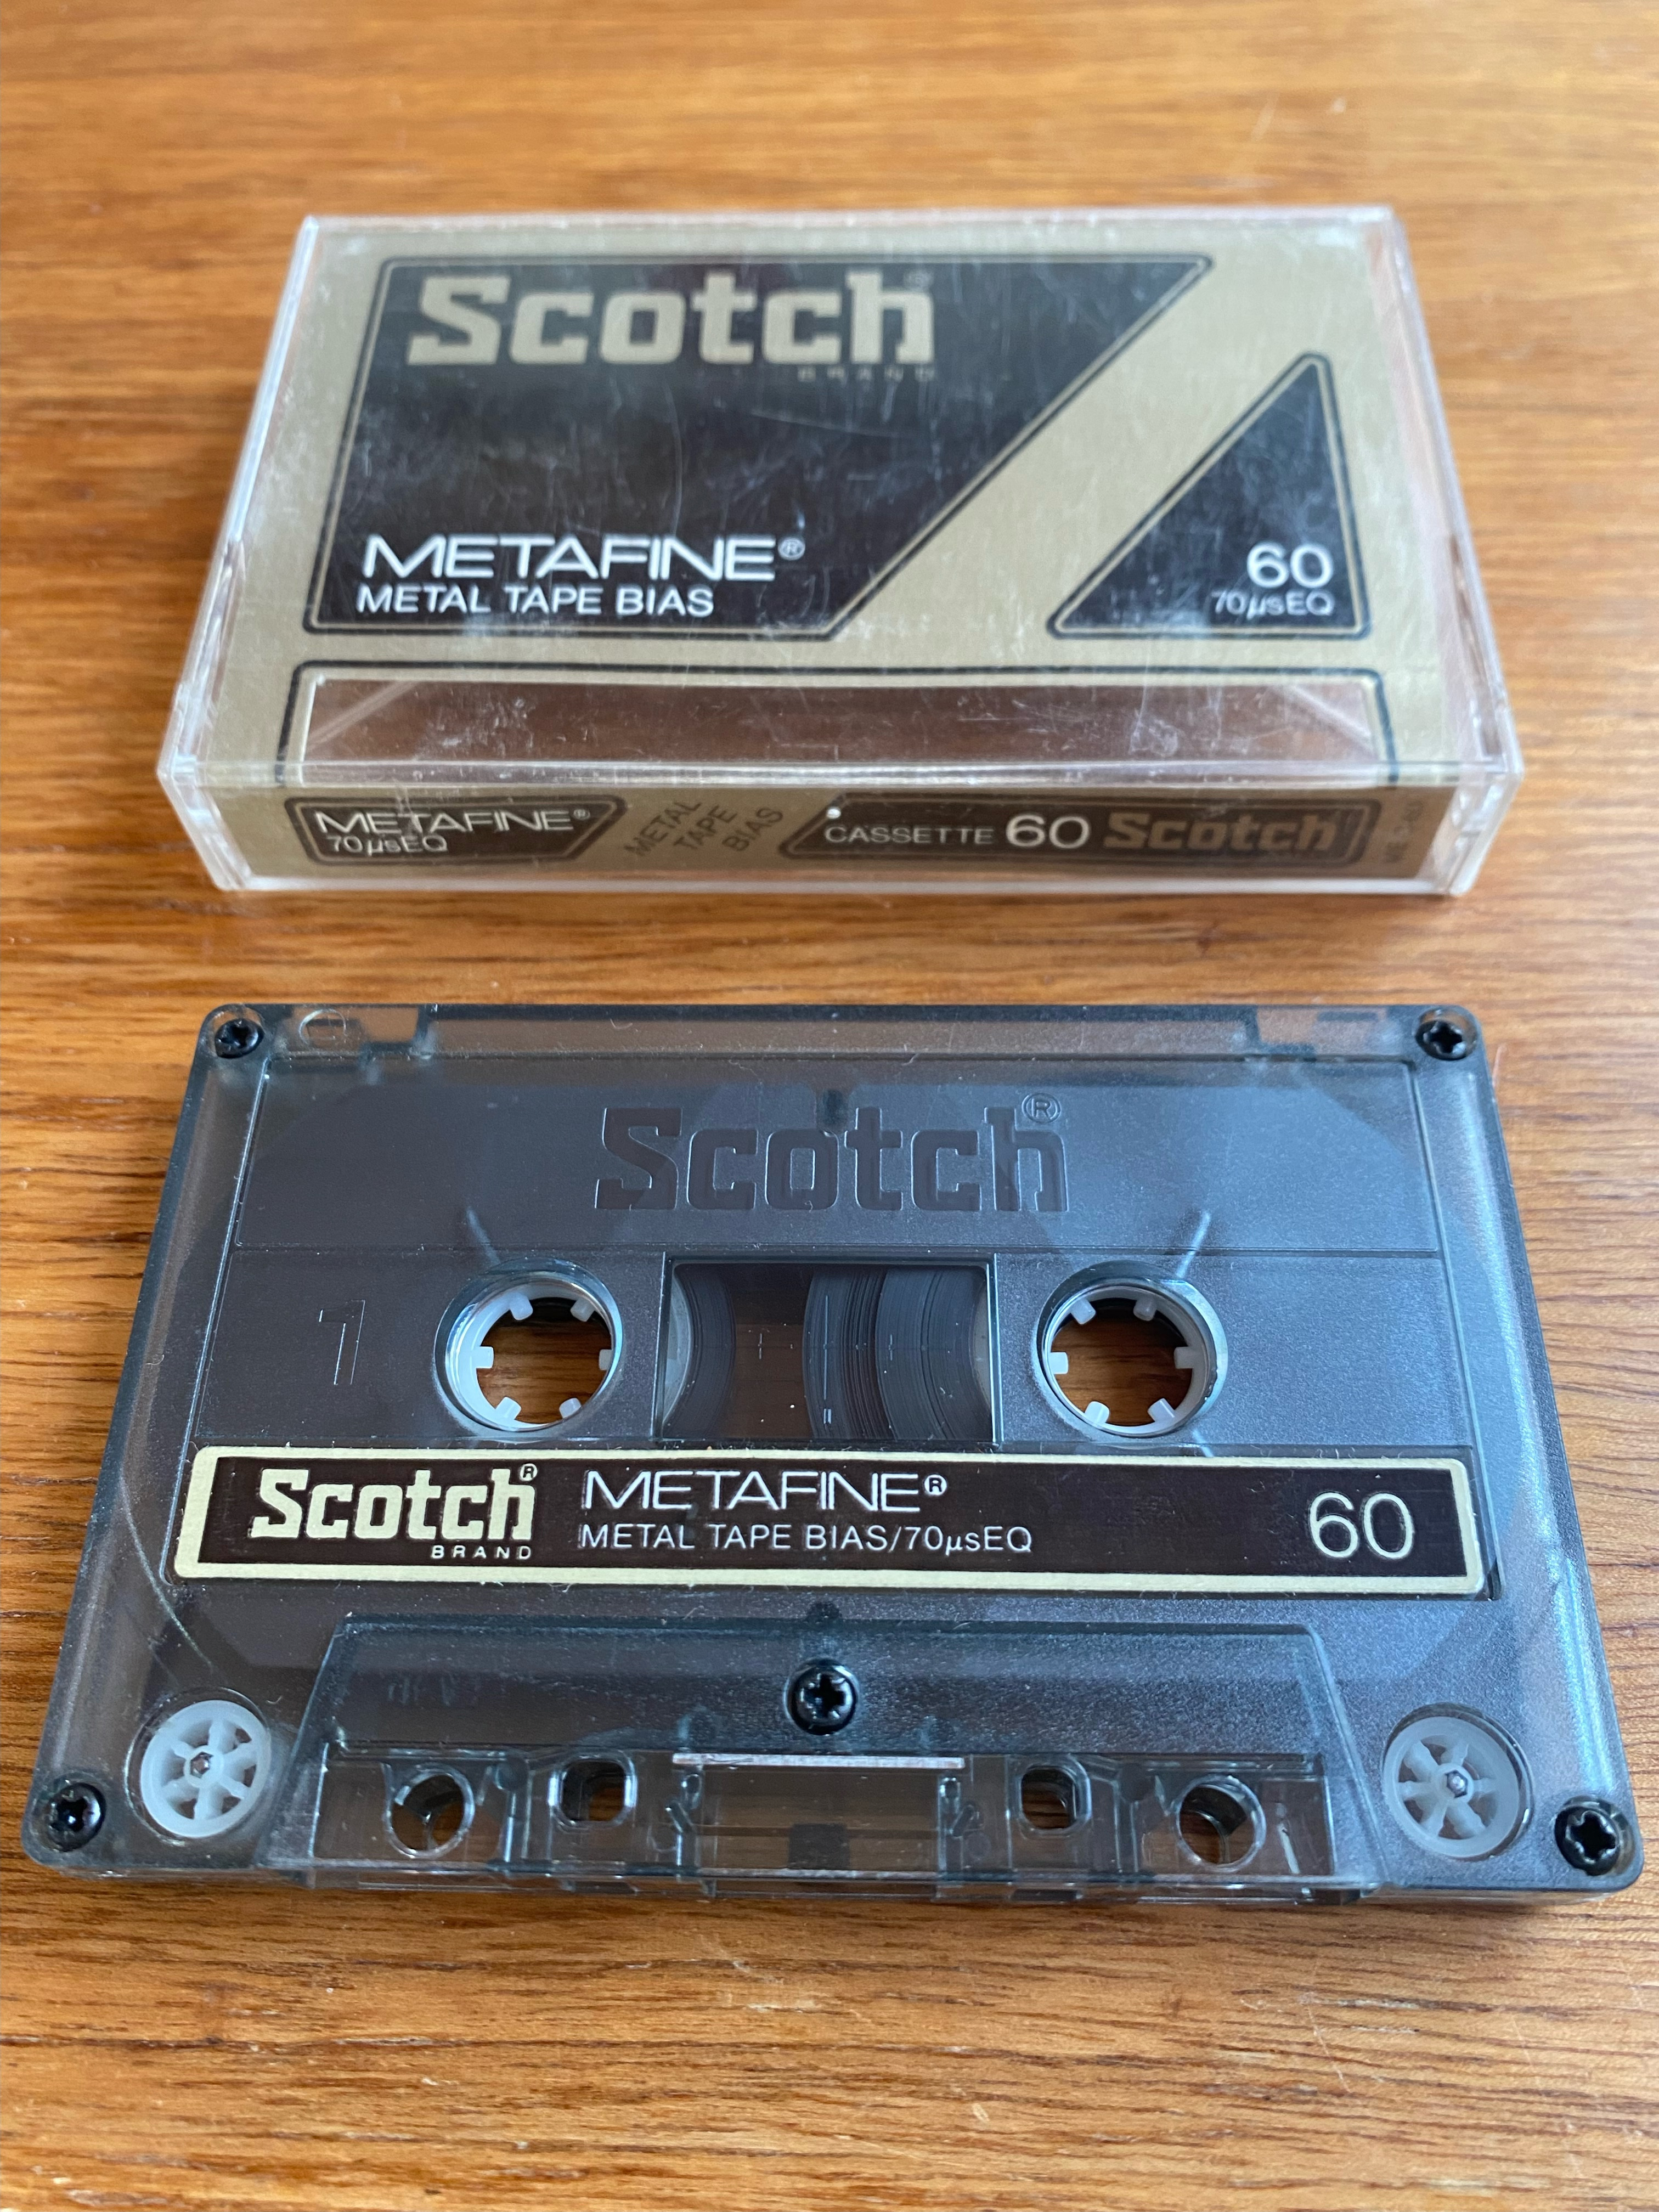 Scotch®
BRAND
METAFINE®
METAL TAPE BIAS
60
70µsEQ
METAFINE®
70µsEQ
METAL
TAPE
BIAS
CASSETTE 60 Scotch
Scotch®
1
Scotch®
BRAND
METAFINE®
METAL TAPE BIAS/70µsEQ
60